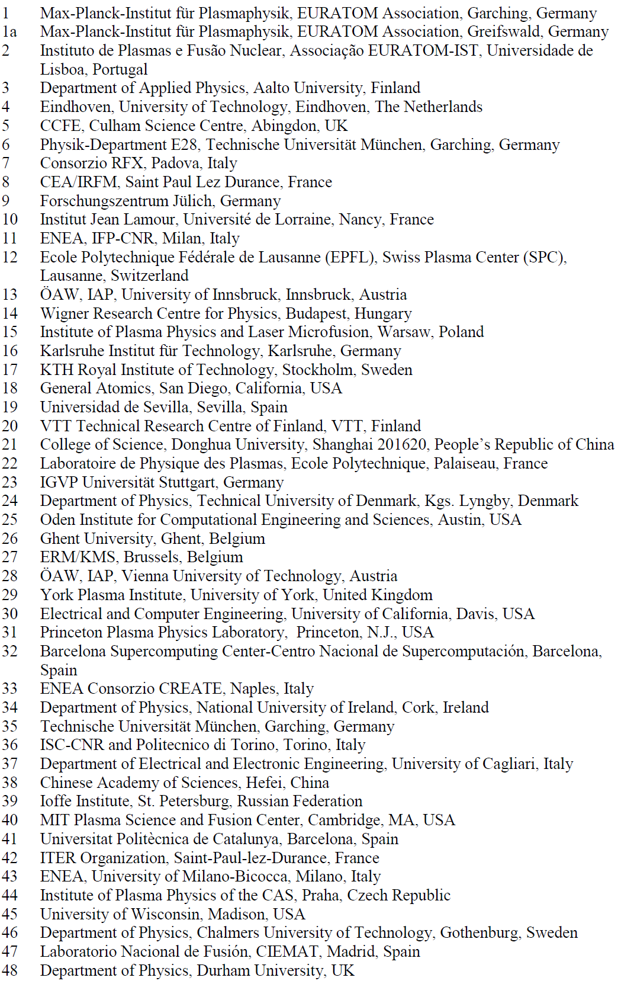 1 Max-Planck-Institut für Plasmaphysik, EURATOM Association, Garching, Germany
1a Max-Planck-Institut für Plasmaphysik, EURATOM Association, Greifswald, Germany
2 Instituto de Plasmas e Fusão Nuclear, Associação EURATOM-IST, Universidade de
Lisboa, Portugal
3 Department of Applied Physics, Aalto University, Finland
4 Eindhoven, University of Technology, Eindhoven, The Netherlands
5 CCFE, Culham Science Centre, Abingdon, UK
6 Physik-Department E28, Technische Universität München, Garching, Germany
7 Consorzio RFX, Padova, Italy
8 CEA/IRFM, Saint Paul Lez Durance, France
9 Forschungszentrum Jülich, Germany
10 Institut Jean Lamour, Université de Lorraine, Nancy, France
11 ENEA, IFP-CNR, Milan, Italy
12 Ecole Polytechnique Fédérale de Lausanne (EPFL), Swiss Plasma Center (SPC),
Lausanne, Switzerland
13 ÖAW, IAP, University of Innsbruck, Innsbruck, Austria
14 Wigner Research Centre for Physics, Budapest, Hungary
15 Institute of Plasma Physics and Laser Microfusion, Warsaw, Poland
16 Karlsruhe Institut für Technology, Karlsruhe, Germany
17 KTH Royal Institute of Technology, Stockholm, Sweden
18 General Atomics, San Diego, California, USA
19 Universidad de Sevilla, Sevilla, Spain
20 VTT Technical Research Centre of Finland, VTT, Finland
21 College of Science, Donghua University, Shanghai 201620, People’s Republic of China
22 Laboratoire de Physique des Plasmas, Ecole Polytechnique, Palaiseau, France
23 IGVP Universität Stuttgart, Germany
24 Department of Physics, Technical University of Denmark, Kgs. Lyngby, Denmark
25 Oden Institute for Computational Engineering and Sciences, Austin, USA
26 Ghent University, Ghent, Belgium
27 ERM/KMS, Brussels, Belgium
28 ÖAW, IAP, Vienna University of Technology, Austria
29 York Plasma Institute, University of York, United Kingdom
30 Electrical and Computer Engineering, University of California, Davis, USA
31 Princeton Plasma Physics Laboratory, Princeton, N.J., USA
32 Barcelona Supercomputing Center-Centro Nacional de Supercomputación, Barcelona,
Spain
33 ENEA Consorzio CREATE, Naples, Italy
34 Department of Physics, National University of Ireland, Cork, Ireland
35 Technische Universität München, Garching, Germany
36 ISC-CNR and Politecnico di Torino, Torino, Italy
37 Department of Electrical and Electronic Engineering, University of Cagliari, Italy
38 Chinese Academy of Sciences, Hefei, China
39 Ioffe Institute, St. Petersburg, Russian Federation
40 MIT Plasma Science and Fusion Center, Cambridge, MA, USA
41 Universitat Politècnica de Catalunya, Barcelona, Spain
42 ITER Organization, Saint-Paul-lez-Durance, France
43 ENEA, University of Milano-Bicocca, Milano, Italy
44 Institute of Plasma Physics of the CAS, Praha, Czech Republic
45 University of Wisconsin, Madison, USA
46 Department of Physics, Chalmers University of Technology, Gothenburg, Sweden
47 Laboratorio Nacional de Fusión, CIEMAT, Madrid, Spain
48 Department of Physics, Durham University, UK